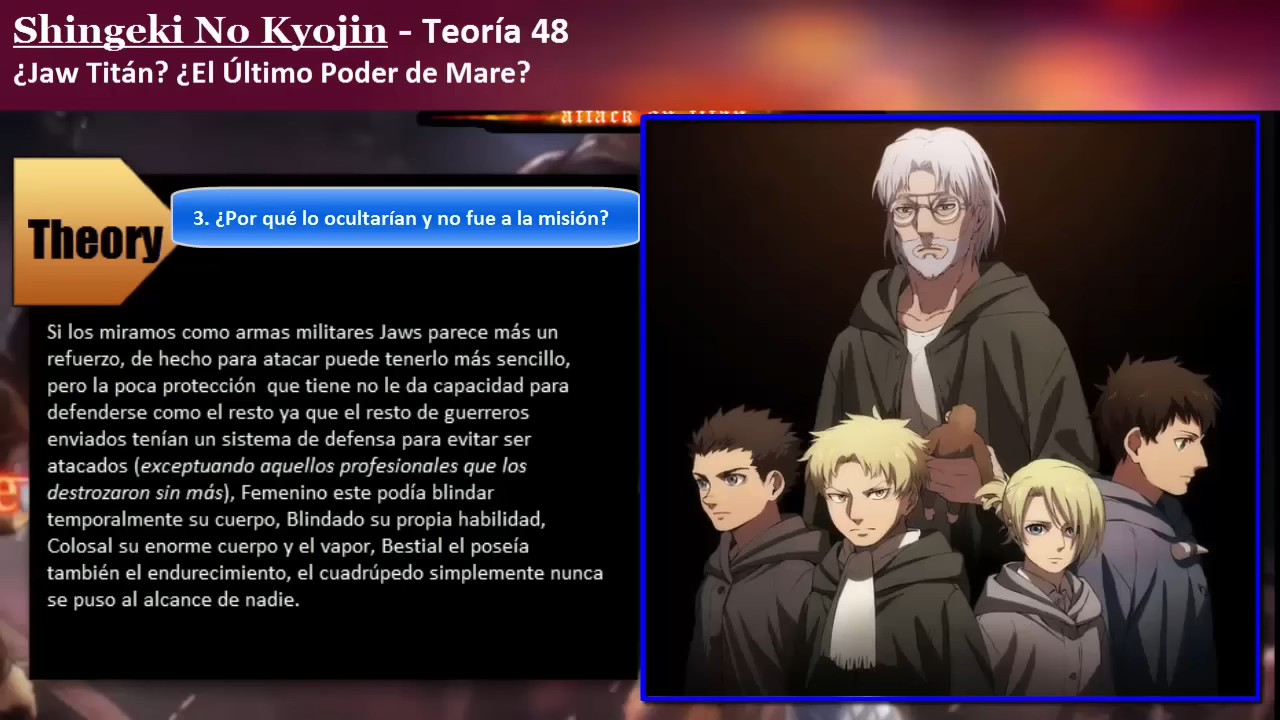 Shingeki No Kyojin - Teoría 48
¿Jaw Titán? ¿El Último Poder de Mare?
attack on titan
Theory
3. ¿Por qué lo ocultarían y no fue a la misión?
Si los miramos como armas militares Jaws parece más un
refuerzo, de hecho para atacar puede tenerlo más sencillo,
pero la poca protección que tiene no le da capacidad para
defenderse como el resto ya que el resto de guerreros
enviados tenían un sistema de defensa para evitar ser
atacados (exceptuando aquellos profesionales que los
destrozaron sin más), Femenino este podía blindar
temporalmente su cuerpo, Blindado su propia habilidad,
Colosal su enorme cuerpo y el vapor, Bestial el poseía
también el endurecimiento, el cuadrúpedo simplemente nunca
se puso al alcance de nadie.